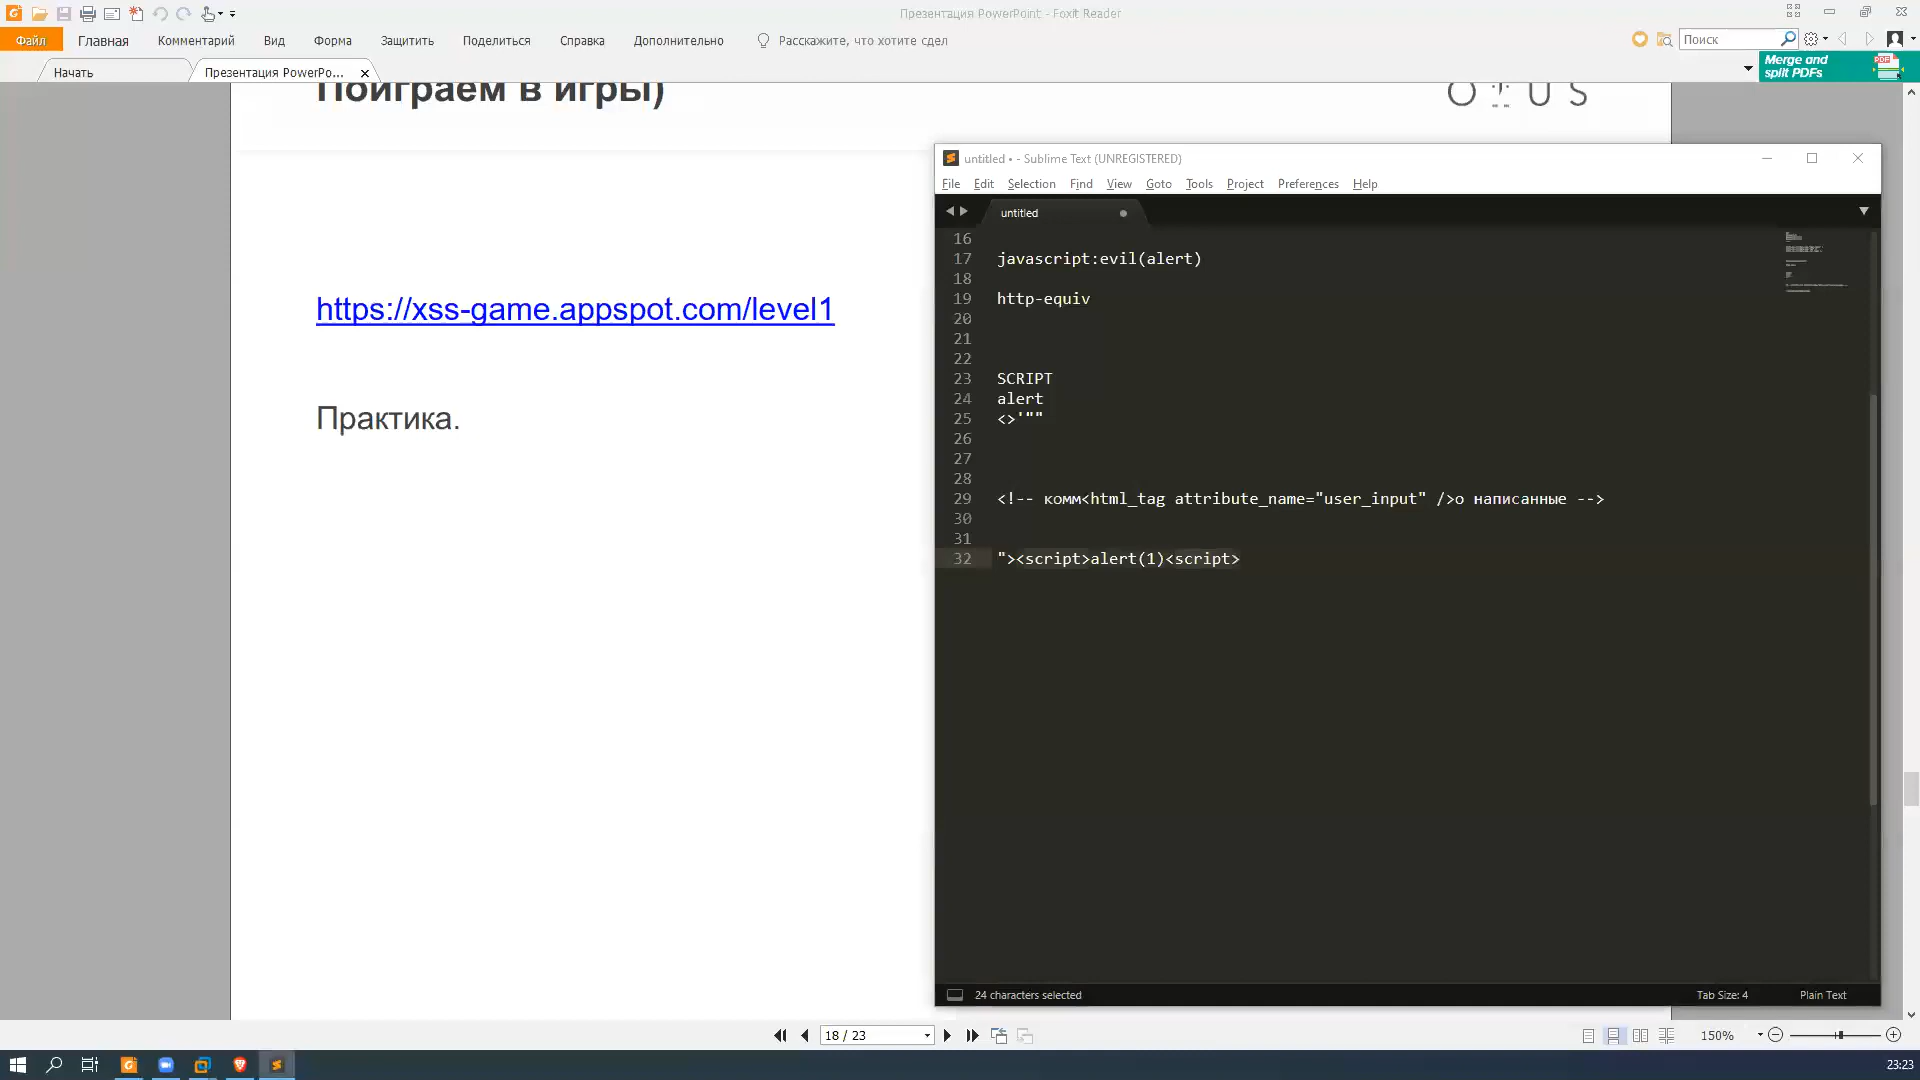 Презентация PowerPoint - Foxit Reader
Файл Главная Комментарий Вид Форма Защитить Поделиться Справка Дополнительно Расскажите, что хотите сдел Поиск
Начать Презентация PowerPo... Merge and
split PDFs
Поиграем в игры)
https://xss-game.appspot.com/level1
Практика.
untitled • - Sublime Text (UNREGISTERED)
File Edit Selection Find View Goto Tools Project Preferences Help
untitled
16
17 javascript:evil(alert)
18
19 http-equiv
20
21
22
23 SCRIPT
24 alert
25 <>'""
26
27
28
29 <!-- комм<html_tag attribute_name="user_input" />о написанные -->
30
31
32 "><script>alert(1)<script>
24 characters selected Tab Size: 4 Plain Text
18 / 23 150%
23:23